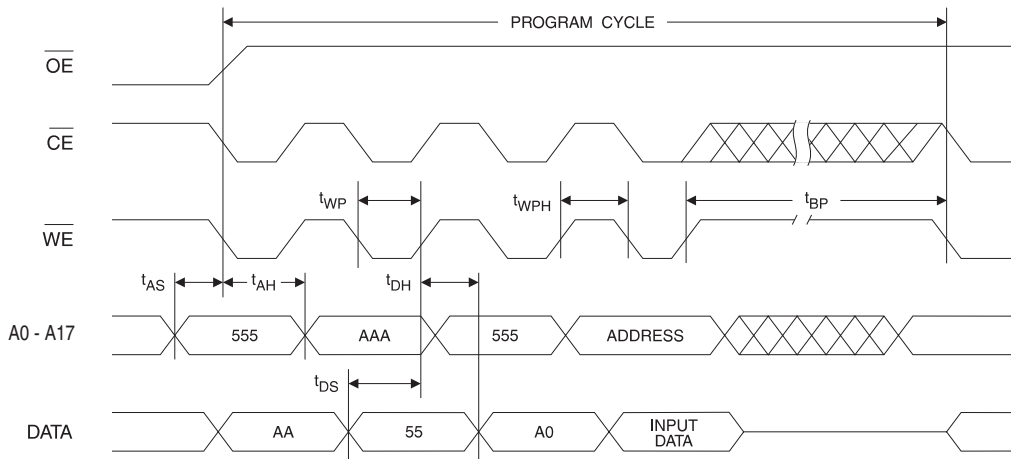 PROGRAM CYCLE
OE
CE
tWP
tWPH
tBP
WE
tAS
tAH
tDH
A0 - A17
555
AAA
555
ADDRESS
tDS
DATA
AA
55
A0
INPUT
DATA